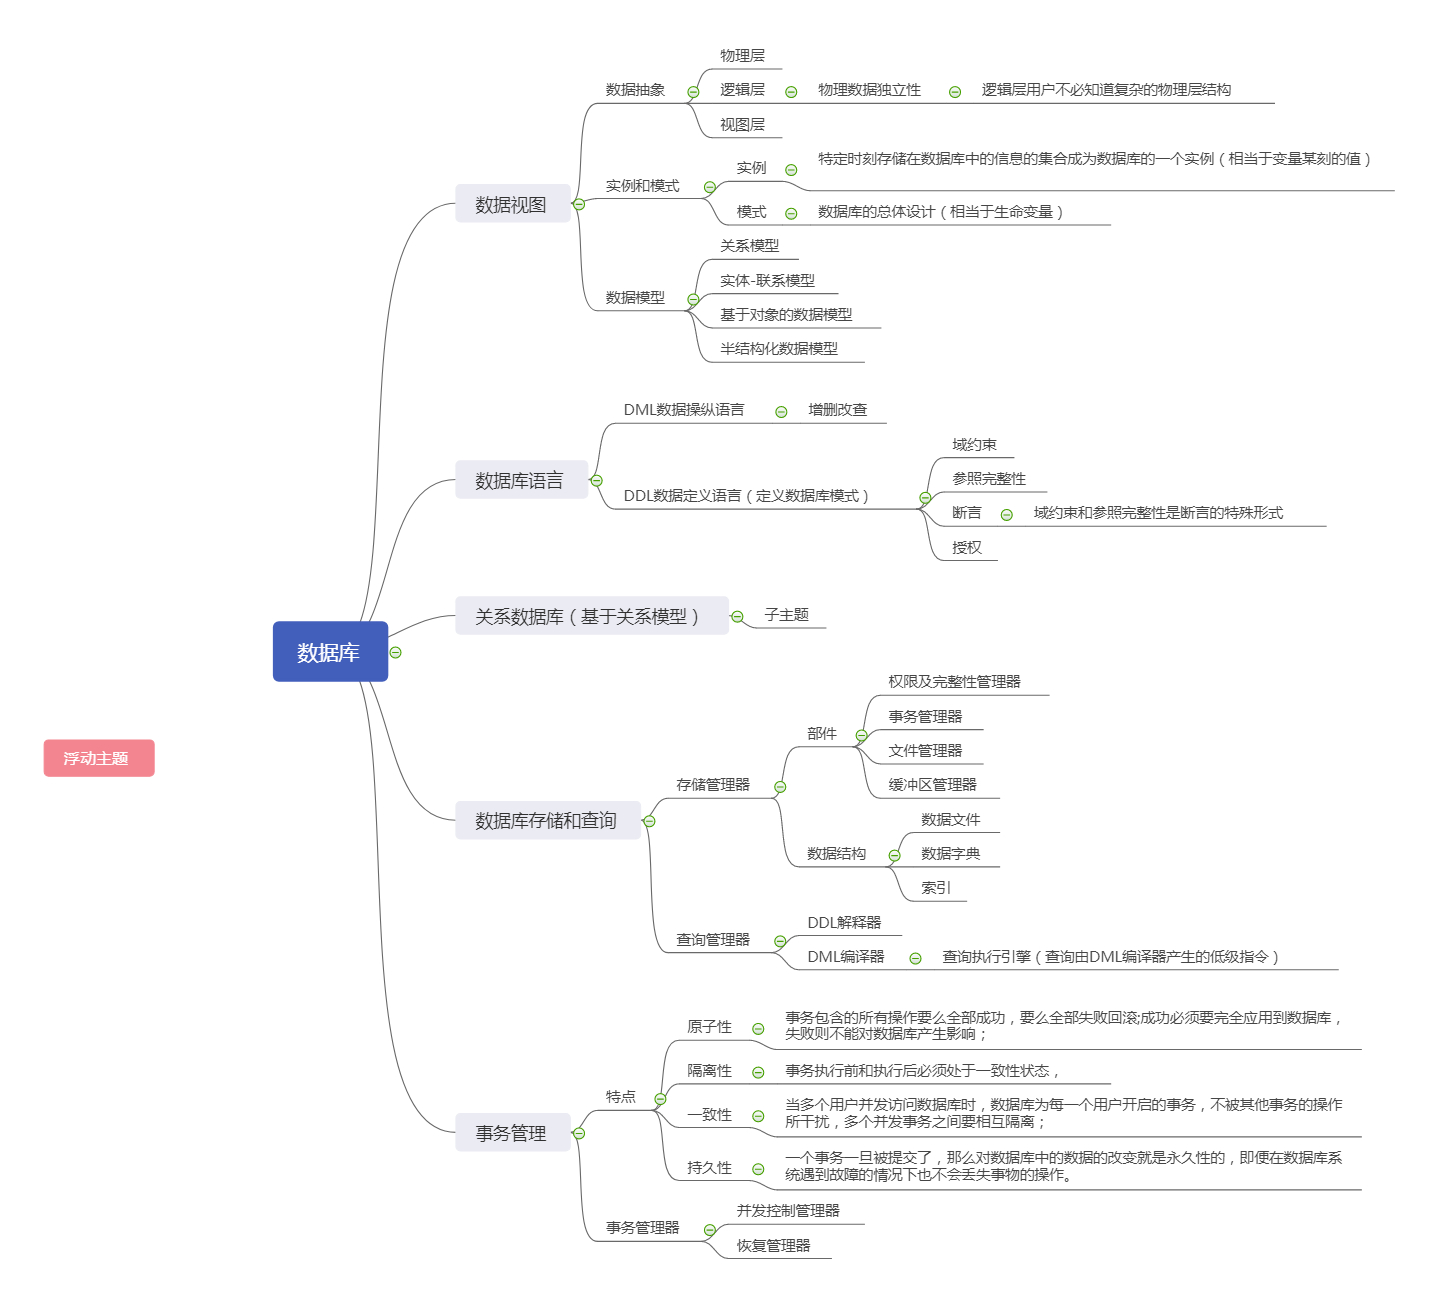 物理层
数据抽象
逻辑层
物理数据独立性
逻辑层用户不必知道复杂的物理层结构
视图层
数据视图
实例和模式
实例
特定时刻存储在数据库中的信息的集合成为数据库的一个实例（相当于变量某刻的值）
模式
数据库的总体设计（相当于生命变量）
数据模型
关系模型
实体-联系模型
基于对象的数据模型
半结构化数据模型
数据库语言
DML数据操纵语言
增删改查
DDL数据定义语言（定义数据库模式）
域约束
参照完整性
断言
域约束和参照完整性是断言的特殊形式
授权
关系数据库（基于关系模型）
子主题
数据库
浮动主题
数据库存储和查询
存储管理器
部件
权限及完整性管理器
事务管理器
文件管理器
缓冲区管理器
数据结构
数据文件
数据字典
索引
查询管理器
DDL解释器
DML编译器
查询执行引擎（查询由DML编译器产生的低级指令）
事务管理
特点
原子性
事务包含的所有操作要么全部成功，要么全部失败回滚;成功必须要完全应用到数据库，
失败则不能对数据库产生影响；
隔离性
事务执行前和执行后必须处于一致性状态，
一致性
当多个用户并发访问数据库时，数据库为每一个用户开启的事务，不被其他事务的操作
所干扰，多个并发事务之间要相互隔离；
持久性
一个事务一旦被提交了，那么对数据库中的数据的改变就是永久性的，即便在数据库系
统遇到故障的情况下也不会丢失事物的操作。
事务管理器
并发控制管理器
恢复管理器